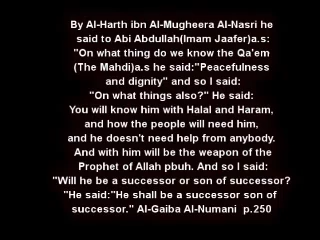 By Al-Harth ibn Al-Mugheera Al-Nasri he
said to Abi Abdullah(Imam Jaafer)a.s:
"On what thing do we know the Qa'em
(The Mahdi)a.s he said:"Peacefulness
and dignity" and so I said:
"On what things also?" He said:
You will know him with Halal and Haram,
and how the people will need him,
and he doesn't need help from anybody.
And with him will be the weapon of the
Prophet of Allah pbuh. And so I said:
"Will he be a successor or son of successor?
"He said:"He shall be a successor son of
successor." Al-Gaiba Al-Numani p.250